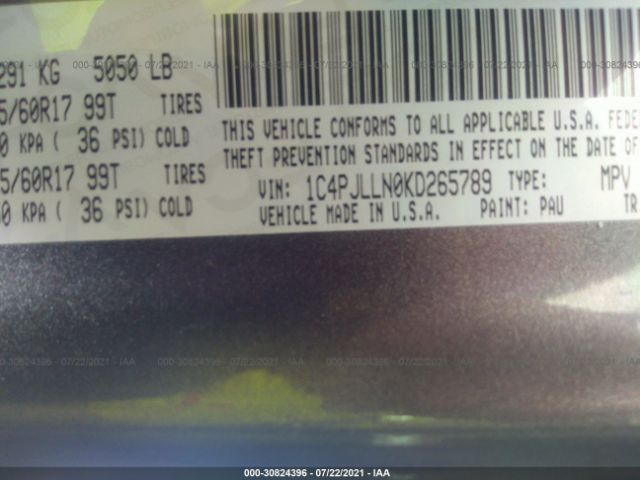 291 KG 5050 LB
5/60R17 99T TIRES
0 KPA ( 36 PSI) COLD
5/60R17 99T TIRES
0 KPA ( 36 PSI) COLD
THIS VEHICLE CONFORMS TO ALL APPLICABLE U.S.A. FEDE
THEFT PREVENTION STANDARDS IN EFFECT ON THE DATE OF
VIN: 1C4PJLLN0KD265789 TYPE: MPV
VEHICLE MADE IN U.S.A. PAINT: PAU TR
000-30824396 - 07/22/2021 - IAA